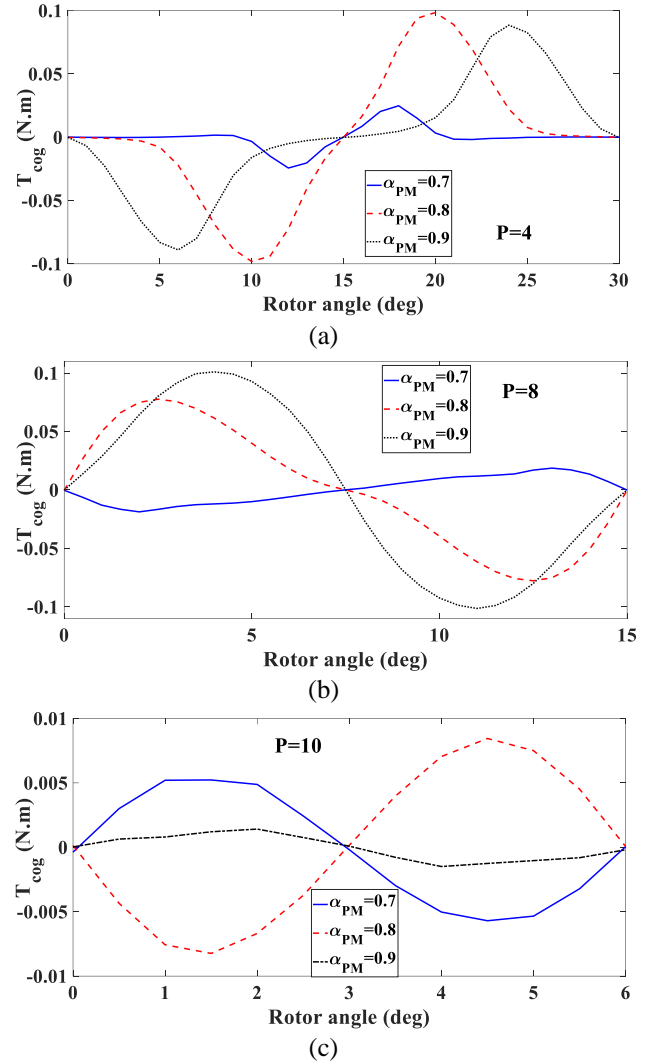 0.1
0.05
0
-0.05
-0.1
T_cog (N.m)
α_PM=0.7
α_PM=0.8
α_PM=0.9
P=4
0 5 10 15 20 25 30
Rotor angle (deg)
(a)
0.1
0.05
0
-0.05
-0.1
T_cog (N.m)
α_PM=0.7
α_PM=0.8
α_PM=0.9
P=8
0 5 10 15
Rotor angle (deg)
(b)
0.01
0.005
0
-0.005
-0.01
T_cog (N.m)
P=10
α_PM=0.7
α_PM=0.8
α_PM=0.9
0 1 2 3 4 5 6
Rotor angle (deg)
(c)